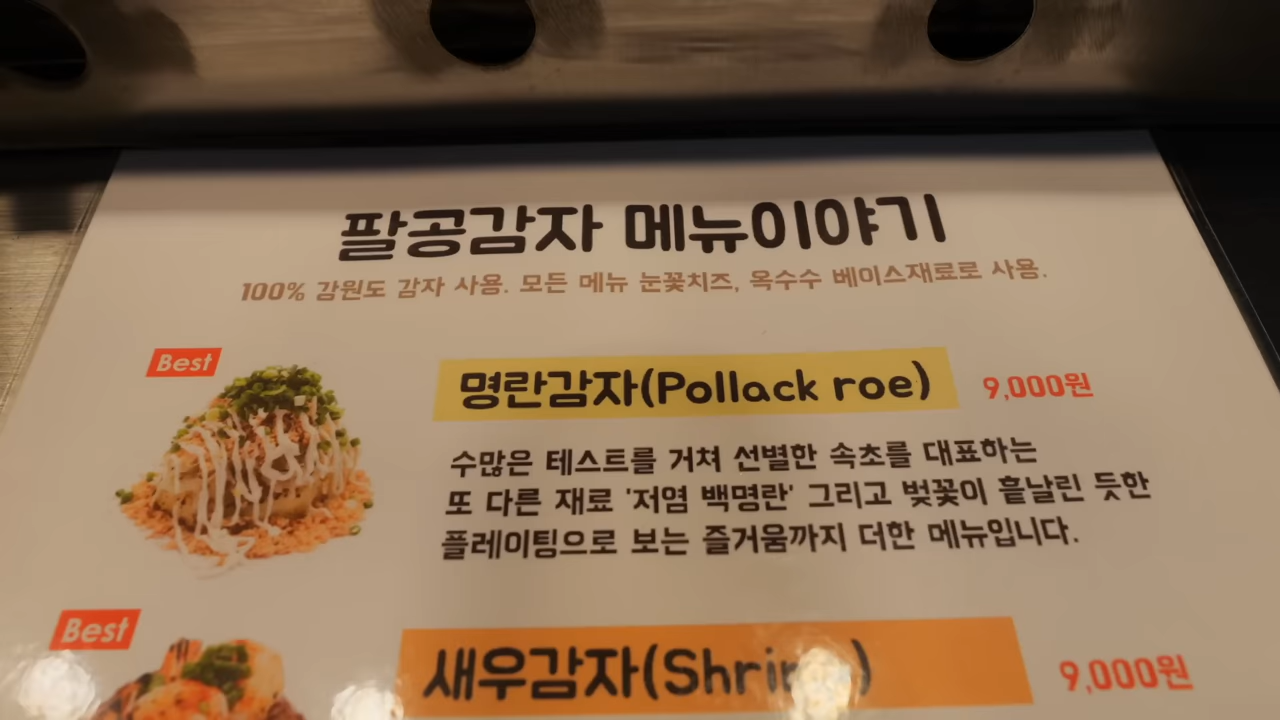 팔공감자 메뉴이야기
100% 감원도 감자 사용. 모든 메뉴 눈꽃치즈, 옥수수 베이스재료로 사용.
Best
명란감자(Pollack roe) 9,000원
수많은 테스트를 거쳐 선별한 속초를 대표하는
또 다른 재료 '저염 백명란' 그리고 벚꽃이 흩날린 듯한
플레이팅으로 보는 즐거움까지 더한 메뉴입니다.
Best
새우감자 9,000원